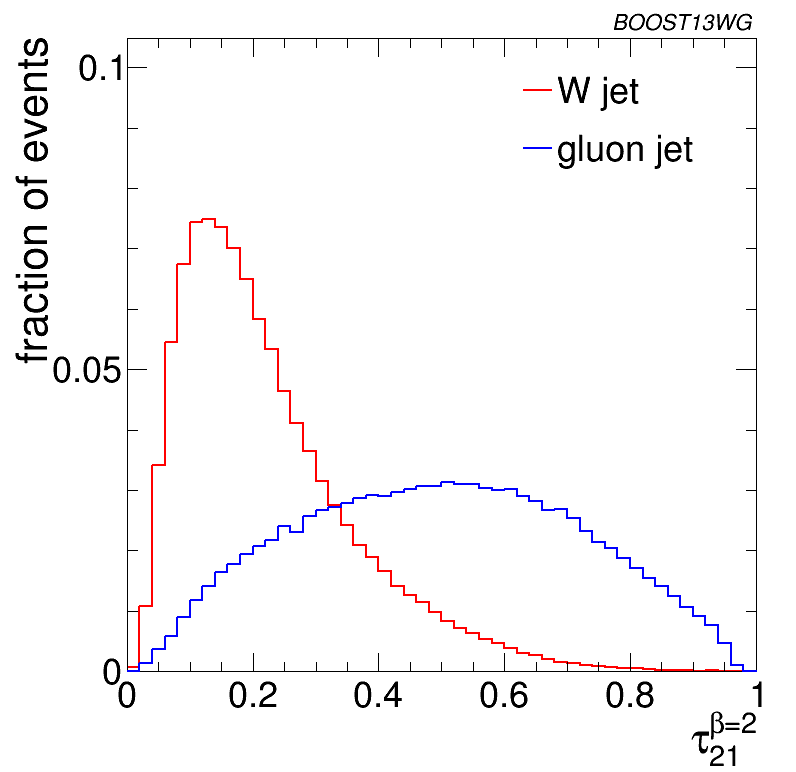 BOOST13WG
fraction of events
0.1
0.05
0
W jet
gluon jet
0 0.2 0.4 0.6 0.8 1
τ₂₁^β=2